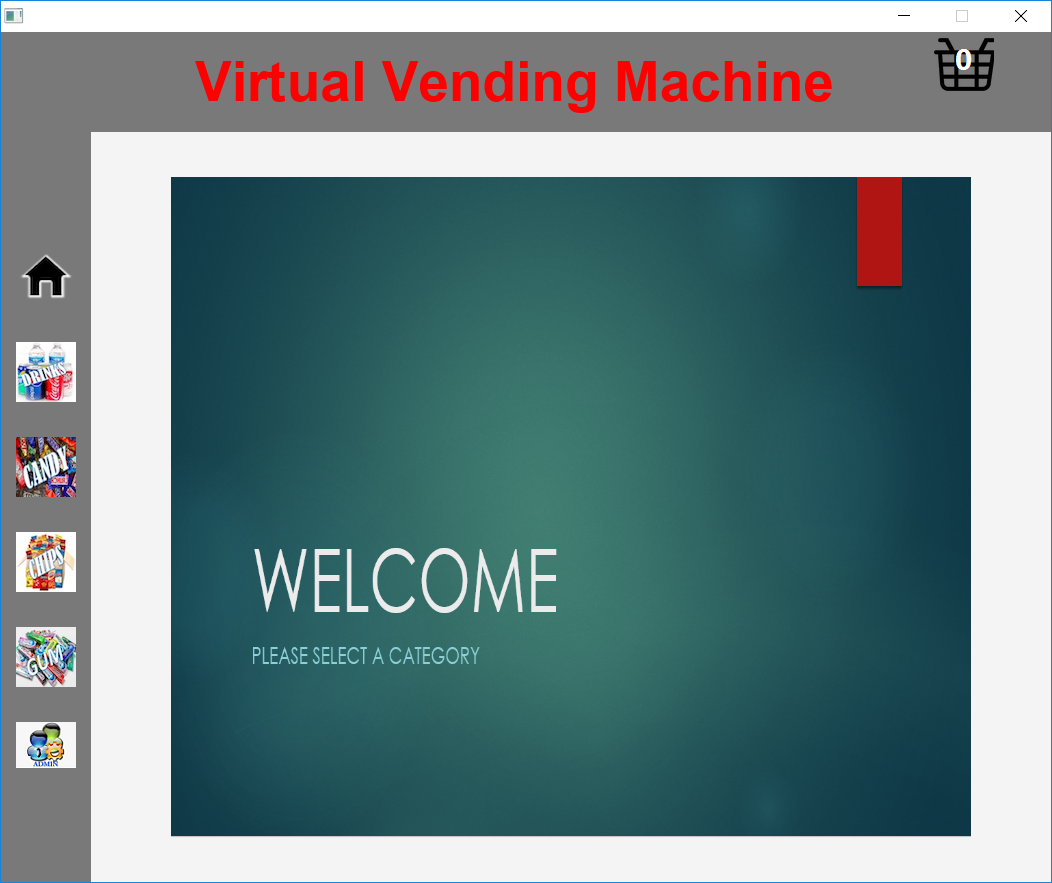 Virtual Vending Machine
0
DRINKS
CANDY
CHIPS
GUM
ADMIN
WELCOME
PLEASE SELECT A CATEGORY